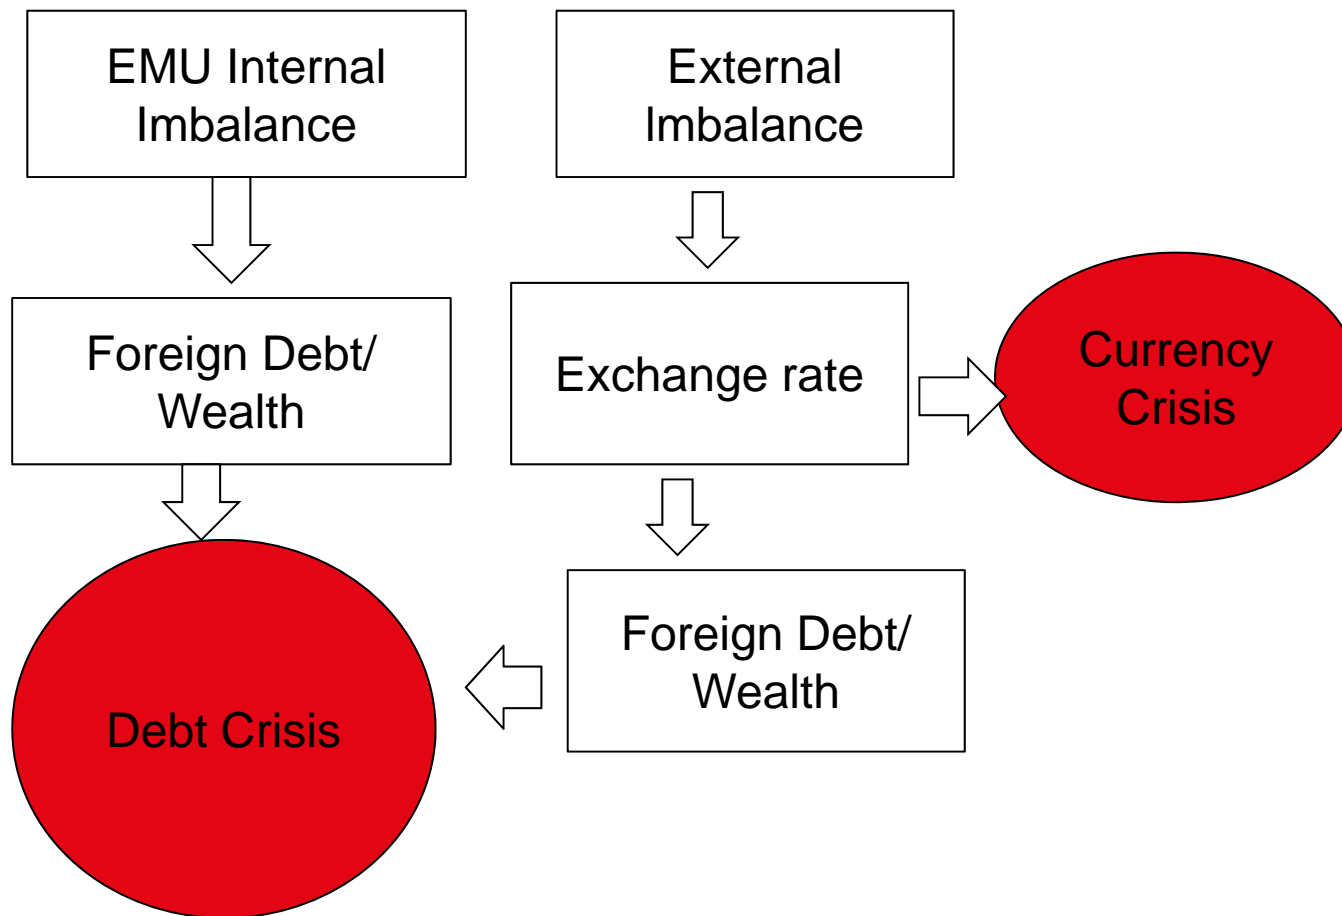 EMU Internal
Imbalance
External
Imbalance
Foreign Debt/
Wealth
Exchange rate
Currency
Crisis
Foreign Debt/
Wealth
Debt Crisis